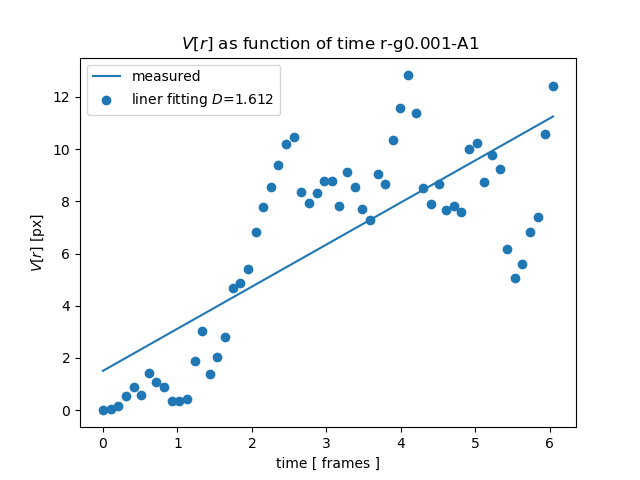 V[r] as function of time r-g0.001-A1
measured
liner fitting D=1.612
12
10
8
6
4
2
0
V[r] [px]
0 1 2 3 4 5 6
time [ frames ]